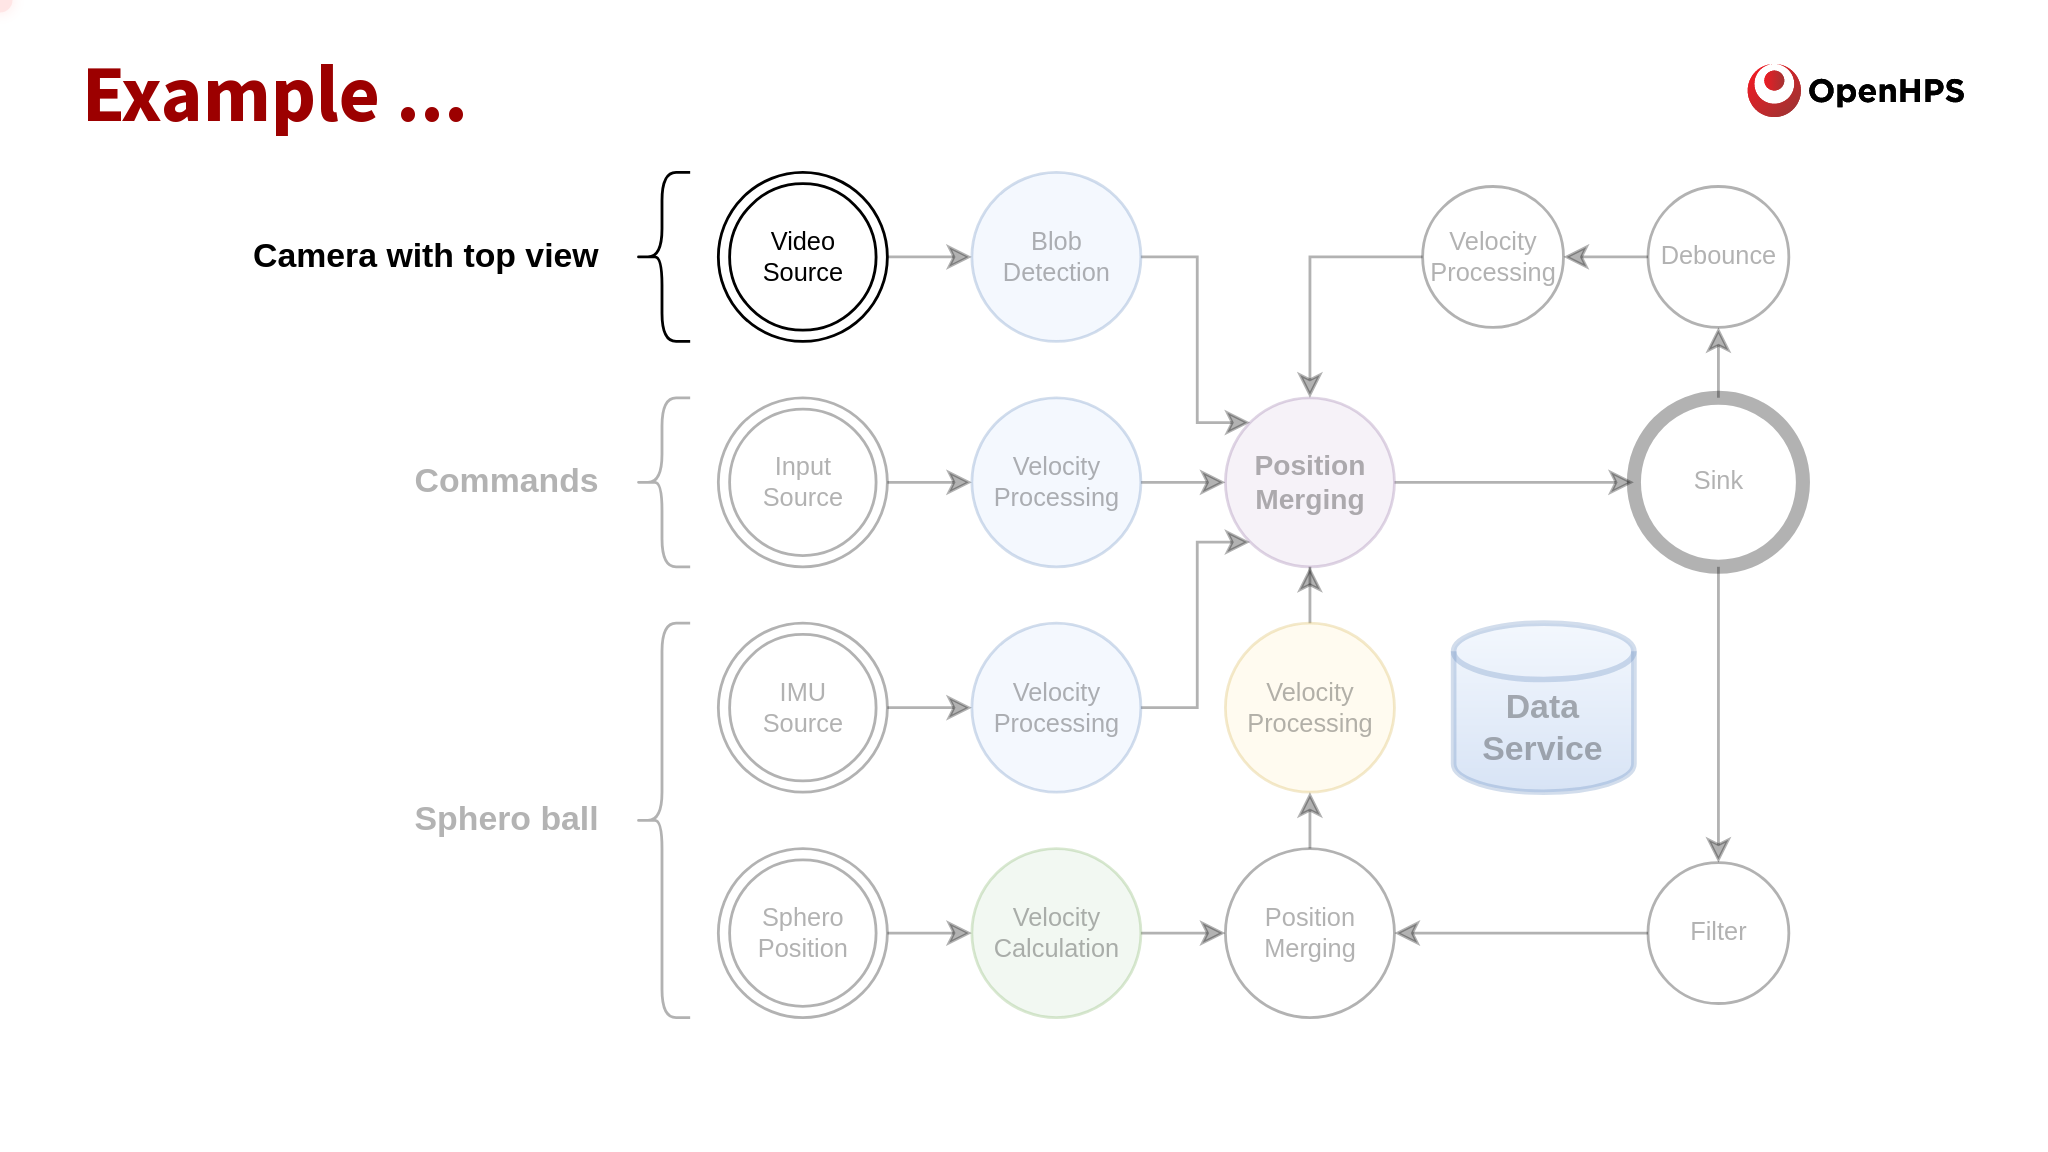 Example ...
OpenHPS
Camera with top view
Video
Source
Blob
Detection
Velocity
Processing
Debounce
Commands
Input
Source
Velocity
Processing
Position
Merging
Sink
Sphero ball
IMU
Source
Velocity
Processing
Velocity
Processing
Data
Service
Sphero
Position
Velocity
Calculation
Position
Merging
Filter